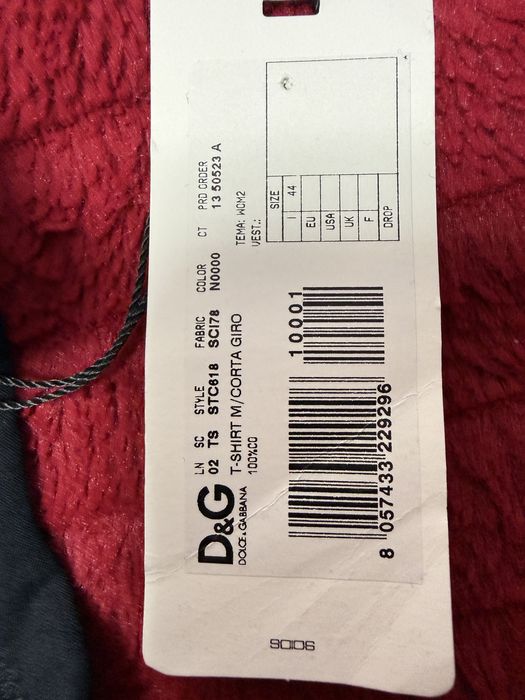 LN SC STYLE FABRIC COLOR CT PRD ORDER
02 TS STC618 SCI78 N0000 13 50523 A
D&G
DOLCE & GABBANA
T-SHIRT M/CORTA GIRO
100%CO
TEMA: WOM2
VEST.:
SIZE
I 44
EU
USA
UK
F
DROP
10001
8 057433 229296